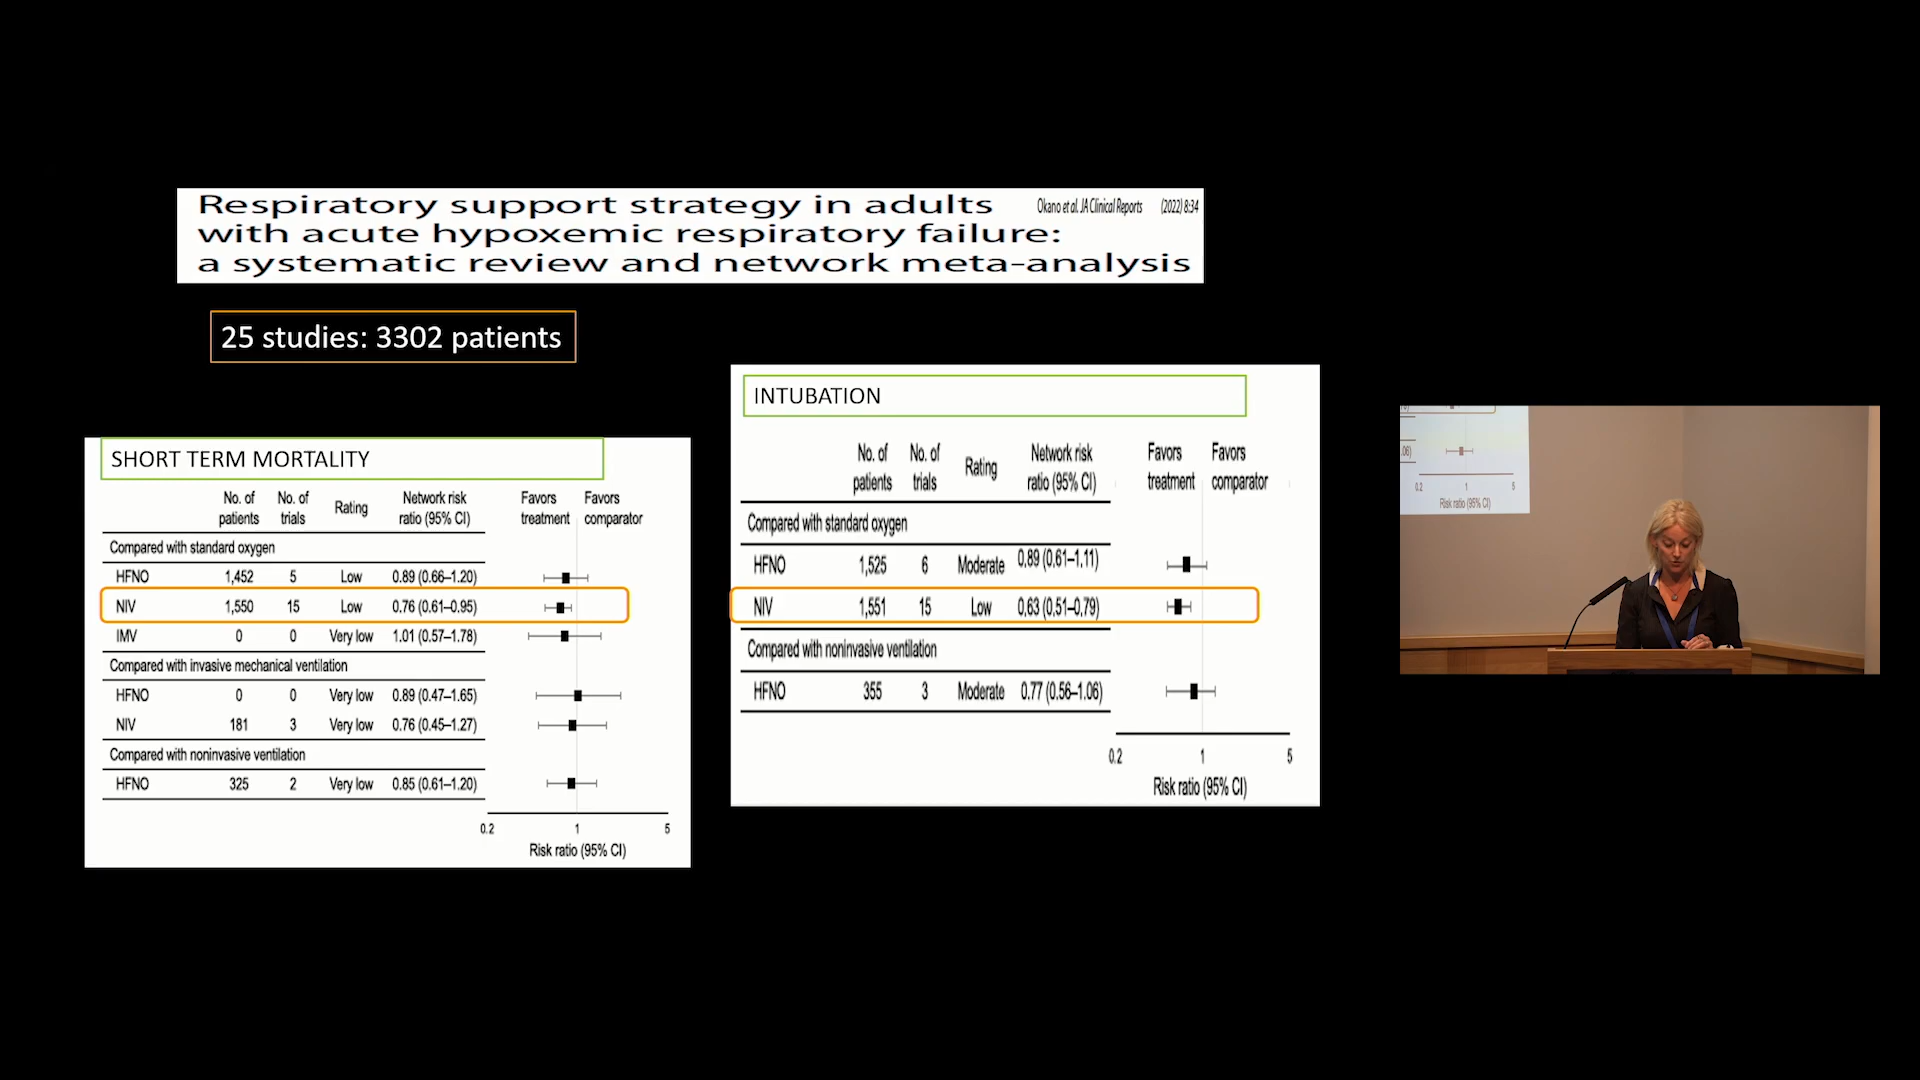 Respiratory support strategy in adults
with acute hypoxemic respiratory failure:
a systematic review and network meta-analysis
Okano et al. JA Clinical Reports (2022) 8:34
25 studies: 3302 patients
SHORT TERM MORTALITY
No. of patients No. of trials Rating Network risk ratio (95% CI) Favors treatment Favors comparator
Compared with standard oxygen
HFNO 1,452 5 Low 0.89 (0.66–1.20)
NIV 1,550 15 Low 0.76 (0.61–0.95)
IMV 0 0 Very low 1.01 (0.57–1.78)
Compared with invasive mechanical ventilation
HFNO 0 0 Very low 0.89 (0.47–1.65)
NIV 181 3 Very low 0.76 (0.45–1.27)
Compared with noninvasive ventilation
HFNO 325 2 Very low 0.85 (0.61–1.20)
0.2 1 5
Risk ratio (95% CI)
INTUBATION
No. of patients No. of trials Rating Network risk ratio (95% CI) Favors treatment Favors comparator
Compared with standard oxygen
HFNO 1,525 6 Moderate 0.89 (0.61–1.11)
NIV 1,551 15 Low 0,63 (0,51–0,79)
Compared with noninvasive ventilation
HFNO 355 3 Moderate 0.77 (0.56–1.06)
0.2 1 5
Risk ratio (95% CI)
.06)
0.2 1 5
Risk ratio (95% CI)